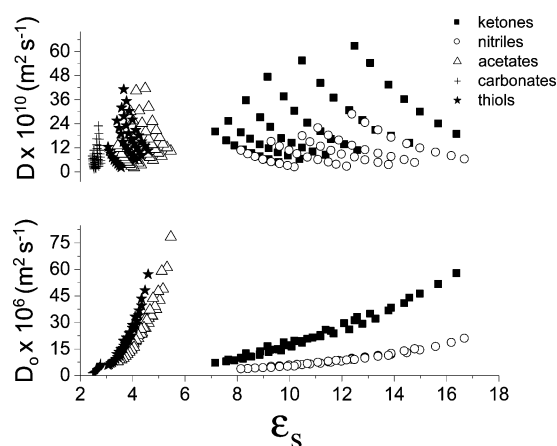 ketones
nitriles
acetates
carbonates
thiols
D x 10¹⁰ (m² s⁻¹)
60
48
36
24
12
0
Dₒ x 10⁶ (m² s⁻¹)
75
60
45
30
15
0
2 4 6 8 10 12 14 16 18
εₛ